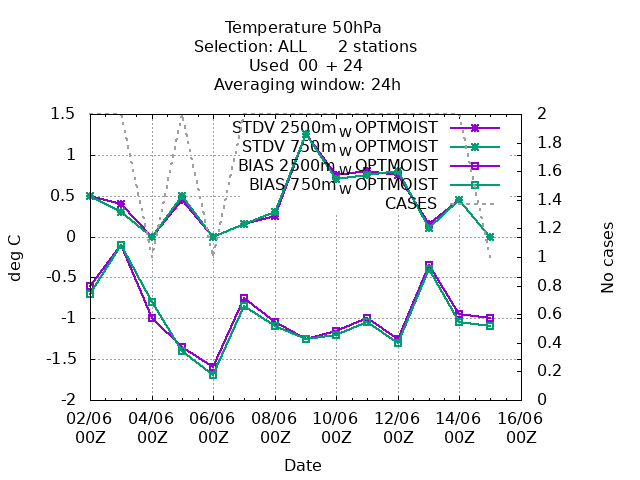 Temperature 50hPa
Selection: ALL      2 stations
Used  00 + 24
Averaging window: 24h
STDV 2500m_W OPTMOIST
STDV 750m_W OPTMOIST
BIAS 2500m_W OPTMOIST
BIAS 750m_W OPTMOIST
CASES
1.5
1
0.5
0
-0.5
-1
-1.5
-2
deg C
2
1.8
1.6
1.4
1.2
1
0.8
0.6
0.4
0.2
0
No cases
02/06 04/06 06/06 08/06 10/06 12/06 14/06 16/06
00Z 00Z 00Z 00Z 00Z 00Z 00Z 00Z
Date